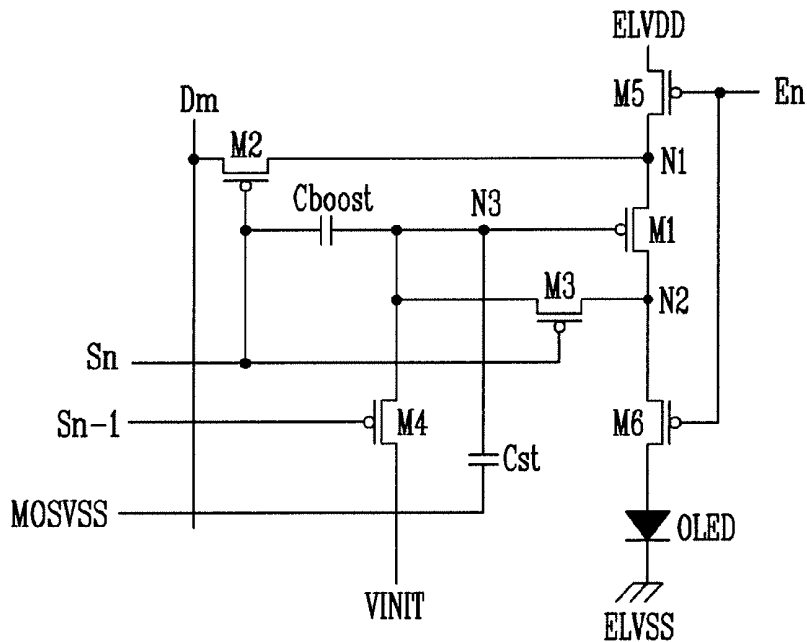 ELVDD
M5
En
Dm
M2
N1
Cboost
N3
M1
M3
N2
Sn
Sn-1
M4
M6
Cst
MOSVSS
OLED
VINIT
ELVSS